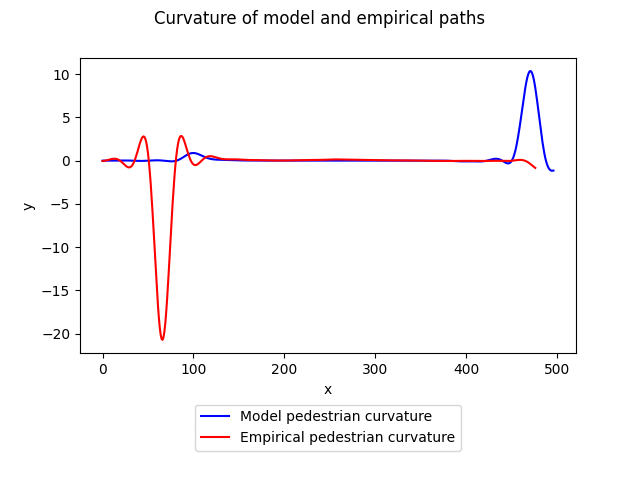 Curvature of model and empirical paths
10
5
0
−5
−10
−15
−20
y
0 100 200 300 400 500
x
Model pedestrian curvature
Empirical pedestrian curvature